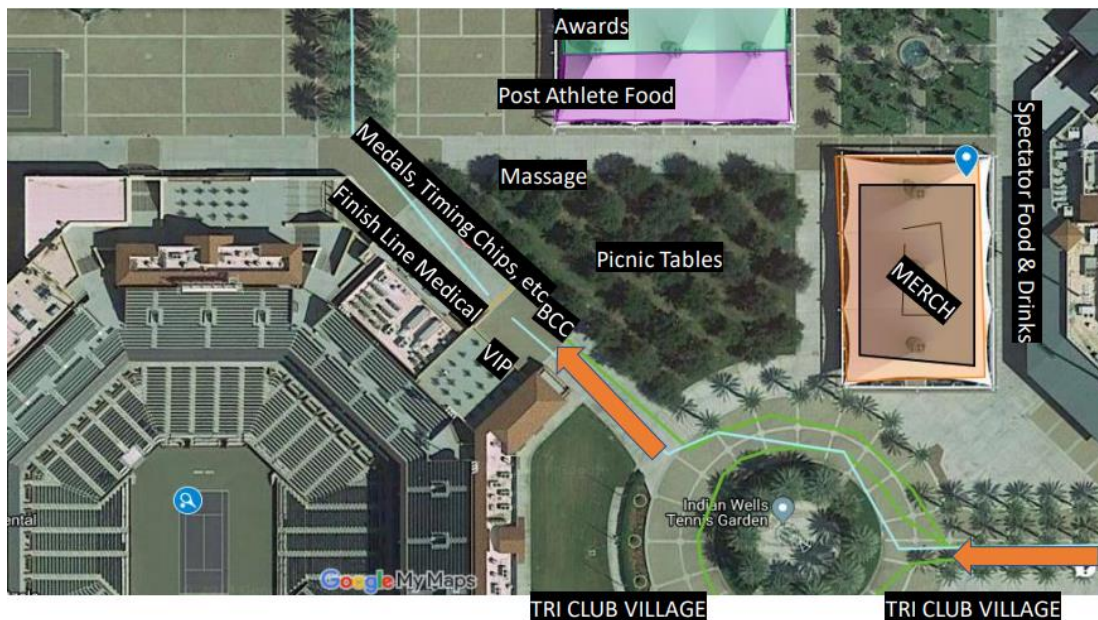 Awards
Post Athlete Food
Medals, Timing Chips, etc
Massage
Finish Line Medical
Picnic Tables
Spectator Food & Drinks
MERCH
BCC
VIP
Indian Wells
Tennis Garden
ental
Google My Maps
TRI CLUB VILLAGE
TRI CLUB VILLAGE